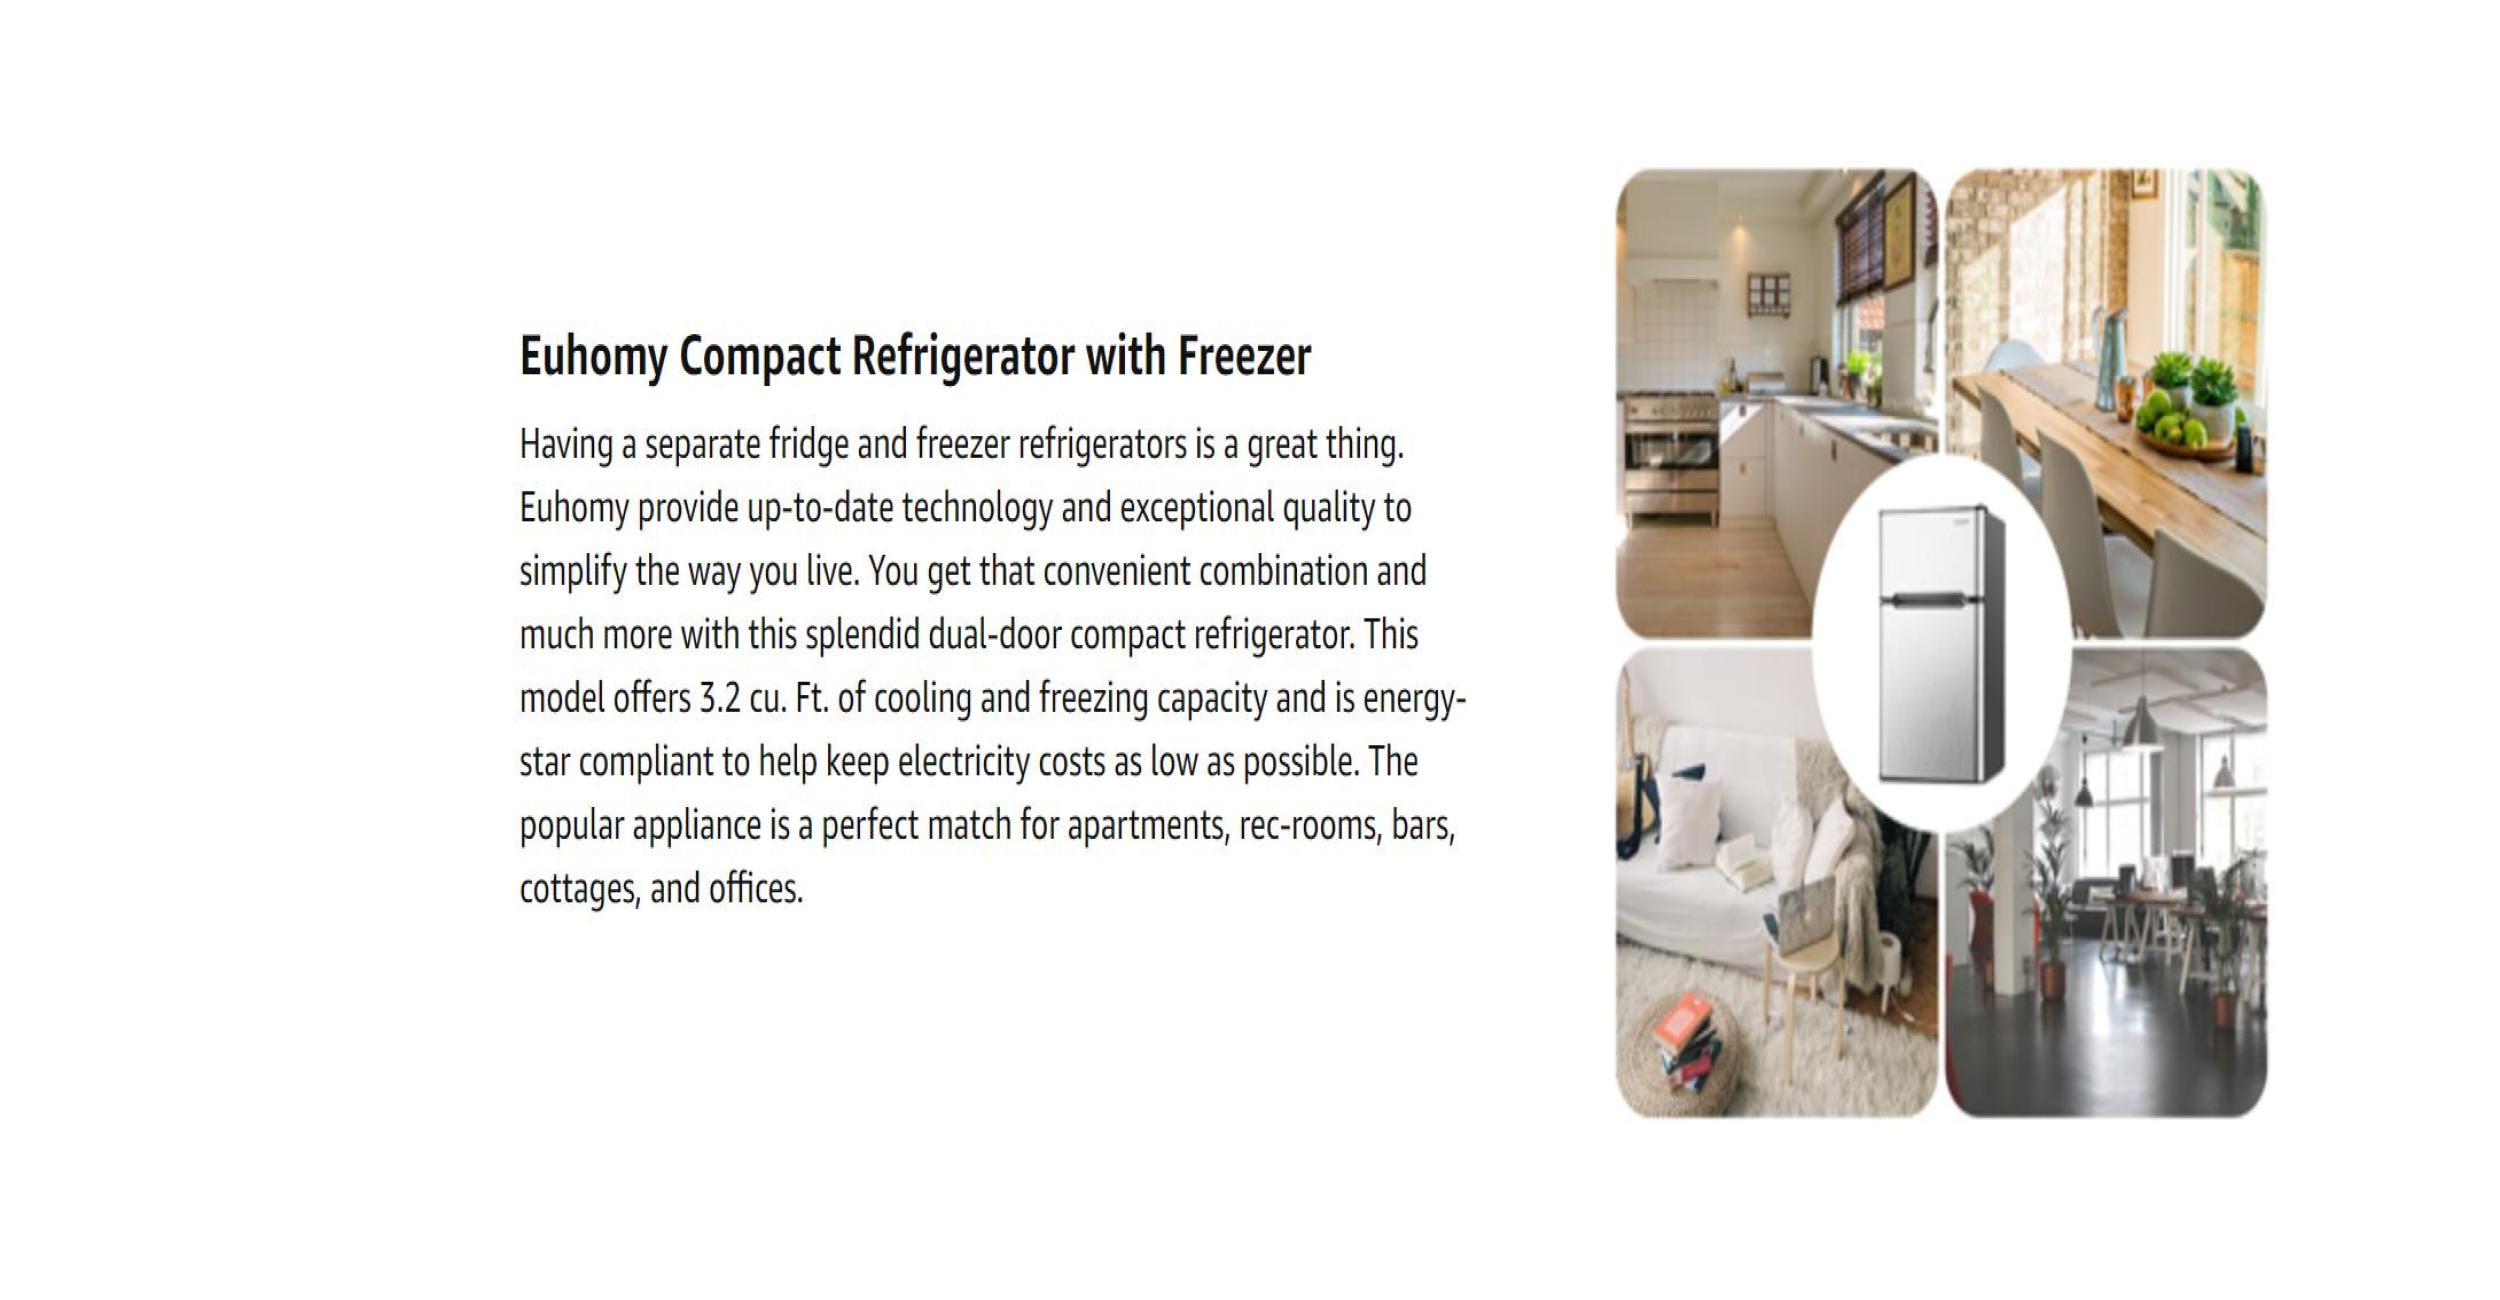 Euhomy Compact Refrigerator with Freezer
Having a separate fridge and freezer refrigerators is a great thing.
Euhomy provide up-to-date technology and exceptional quality to
simplify the way you live. You get that convenient combination and
much more with this splendid dual-door compact refrigerator. This
model offers 3.2 cu. Ft. of cooling and freezing capacity and is energy-
star compliant to help keep electricity costs as low as possible. The
popular appliance is a perfect match for apartments, rec-rooms, bars,
cottages, and offices.